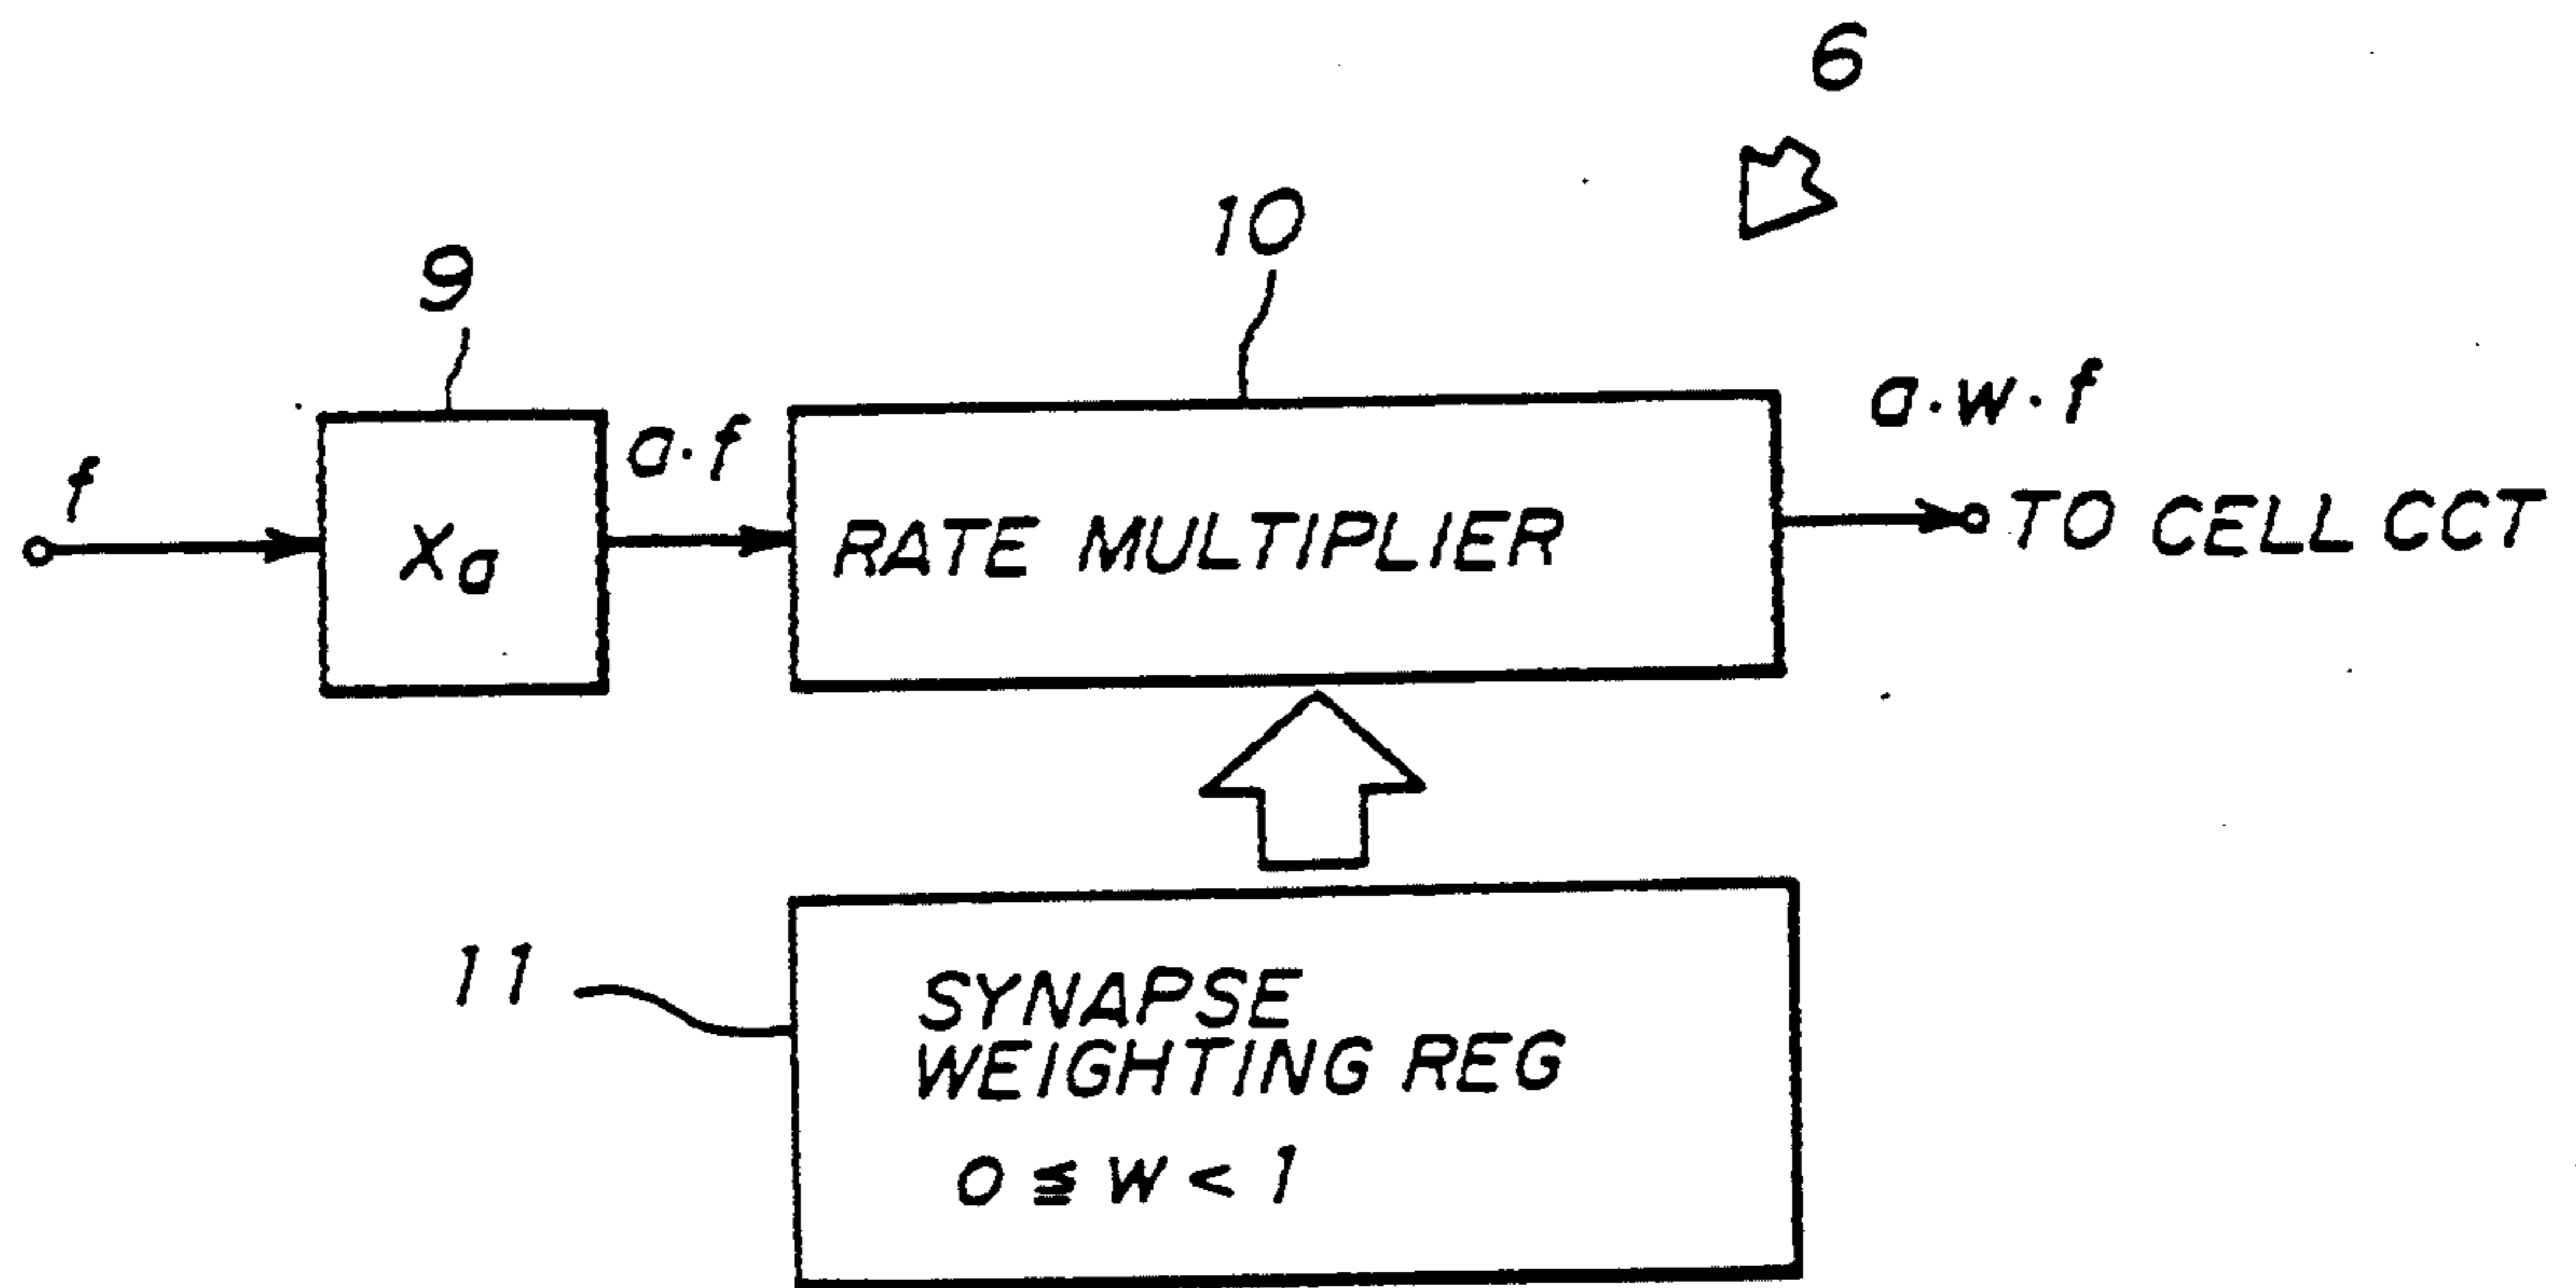 6
10
9
a·w·f
a·f
f
Xa
RATE MULTIPLIER
TO CELL CCT
11
SYNAPSE
WEIGHTING REG
0 ≦ w < 1